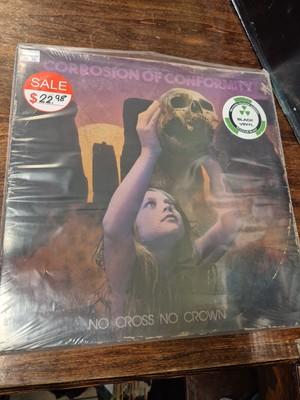 CORROSION OF CONFORMITY
SALE
$22.98
BLACK
VINYL
NO CROSS NO CROWN